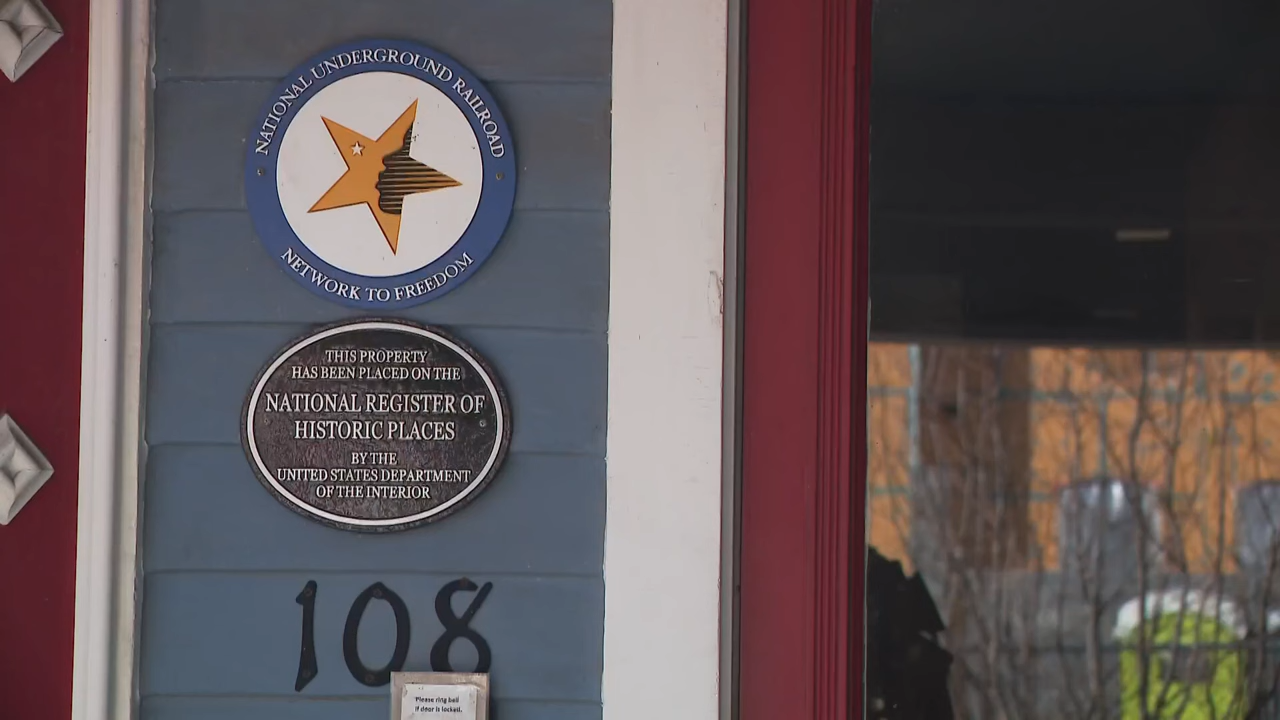 NATIONAL UNDERGROUND RAILROAD
NETWORK TO FREEDOM
THIS PROPERTY
HAS BEEN PLACED ON THE
NATIONAL REGISTER OF
HISTORIC PLACES
BY THE
UNITED STATES DEPARTMENT
OF THE INTERIOR
108
Please ring bell
if door is locked.